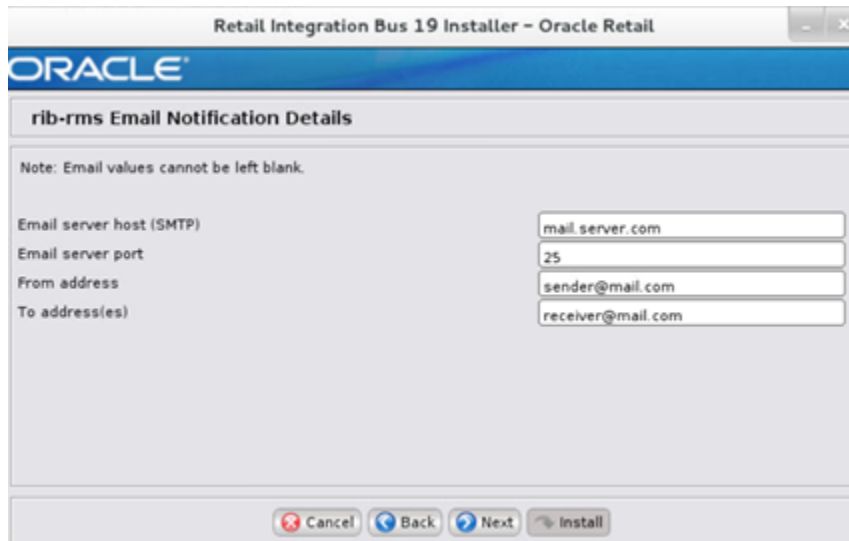 Retail Integration Bus 19 Installer – Oracle Retail
ORACLE
rib-rms Email Notification Details
Note: Email values cannot be left blank.
Email server host (SMTP) mail.server.com
Email server port 25
From address sender@mail.com
To address(es) receiver@mail.com
Cancel Back Next Install